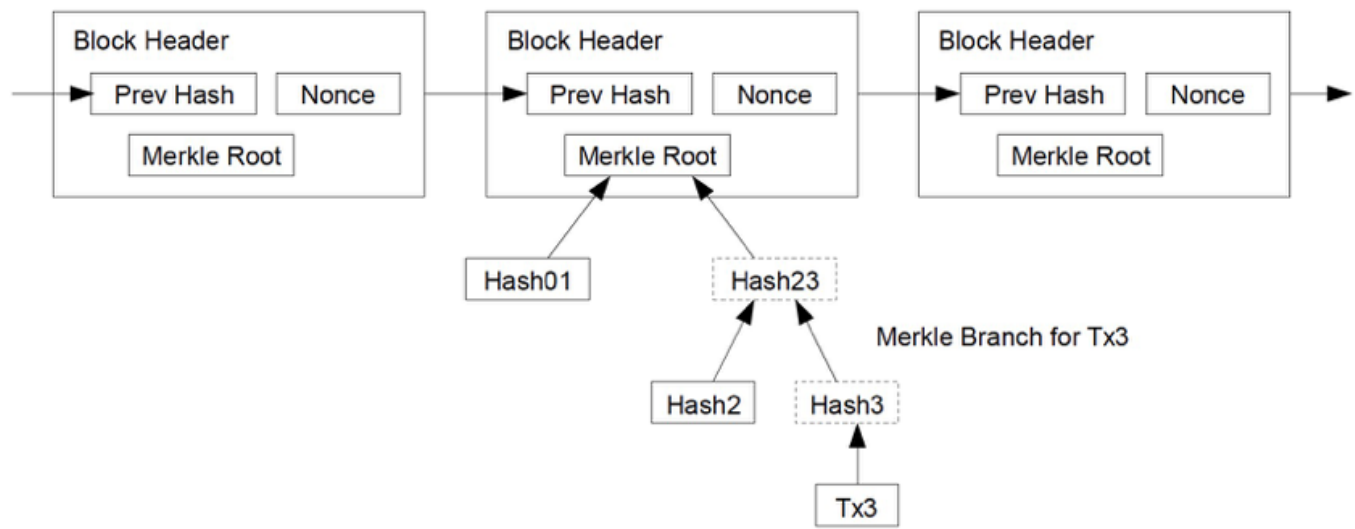 Block Header
Prev Hash
Nonce
Merkle Root
Block Header
Prev Hash
Nonce
Merkle Root
Block Header
Prev Hash
Nonce
Merkle Root
Hash01
Hash23
Merkle Branch for Tx3
Hash2
Hash3
Tx3